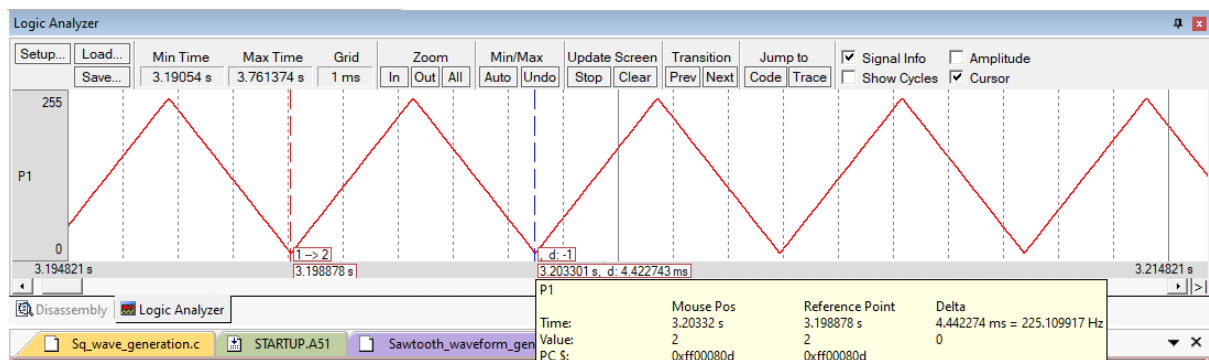 Logic Analyzer
Setup... Load... Min Time Max Time Grid Zoom Min/Max Update Screen Transition Jump to Signal Info Amplitude
Save... 3.19054 s 3.761374 s 1 ms In Out All Auto Undo Stop Clear Prev Next Code Trace Show Cycles Cursor
255
P1
0
1 --> 2 , d: -1
3.194821 s 3.198878 s 3.203301 s, d: 4.422743 ms 3.214821 s
P1
Disassembly Logic Analyzer
Mouse Pos Reference Point Delta
Time: 3.20332 s 3.198878 s 4.442274 ms = 225.109917 Hz
Value: 2 2 0
PC $: 0xff00080d 0xff00080d
Sq_wave_generation.c STARTUP.A51 Sawtooth_waveform_gen